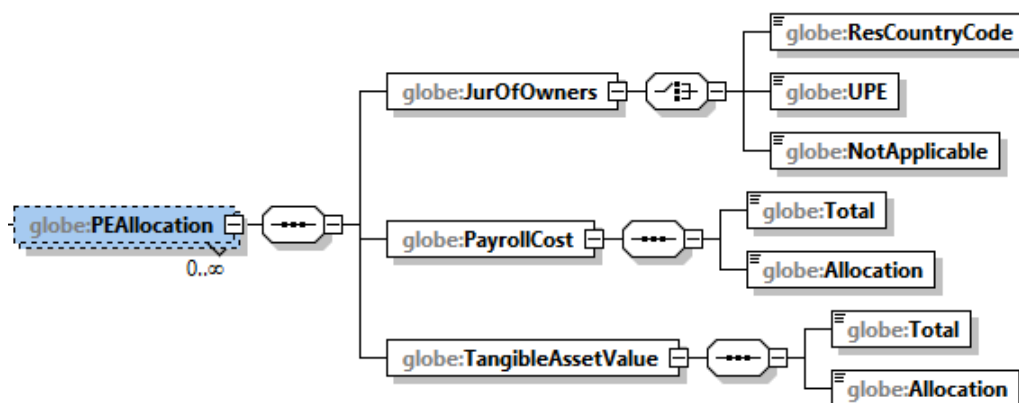 globe:ResCountryCode
globe:JurOfOwners
globe:UPE
globe:NotApplicable
globe:PEAllocation
0..∞
globe:PayrollCost
globe:Total
globe:Allocation
globe:TangibleAssetValue
globe:Total
globe:Allocation